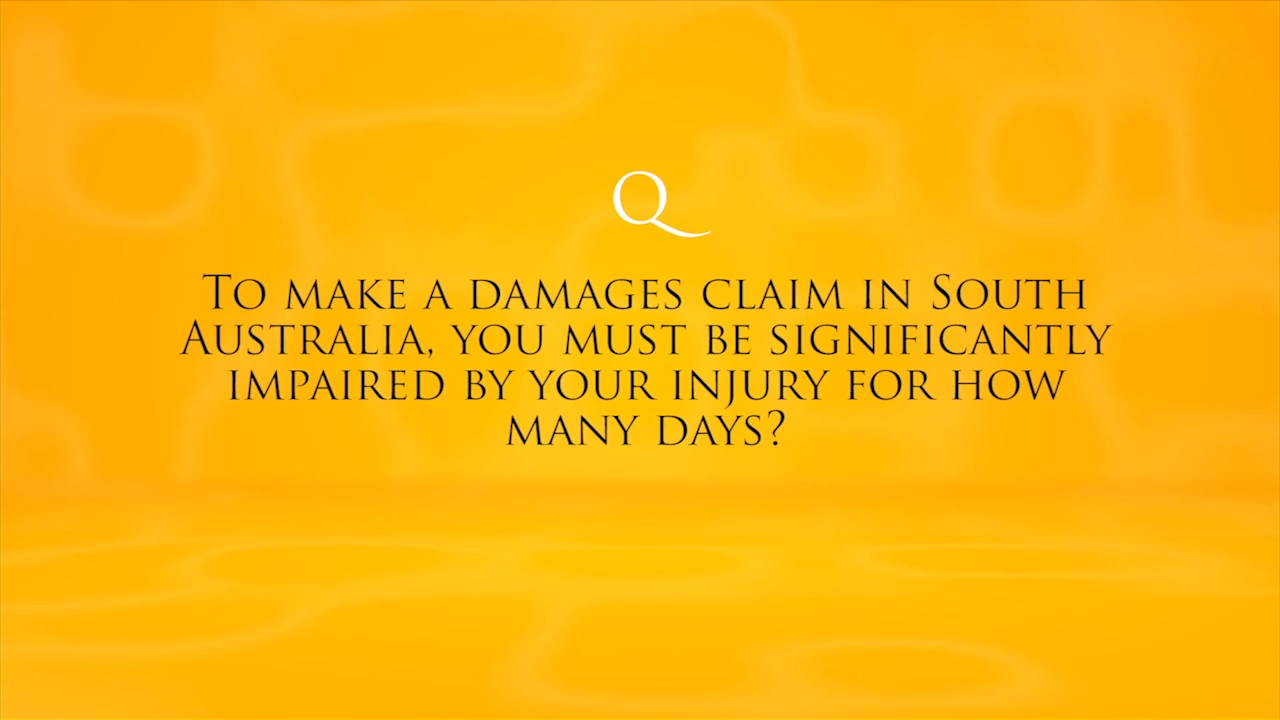 Q
To make a damages claim in South
Australia, you must be significantly
impaired by your injury for how
many days?